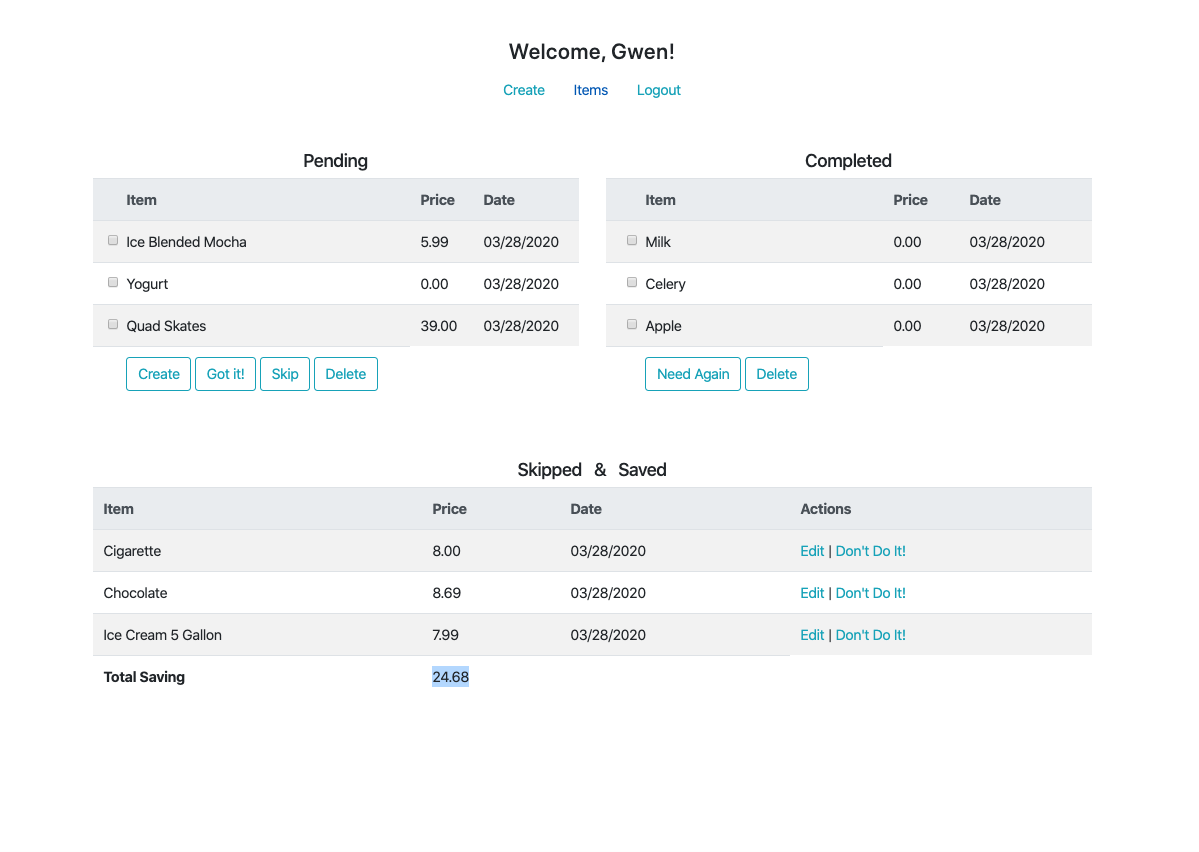 Welcome, Gwen!
Create Items Logout
Pending
Item Price Date
Ice Blended Mocha 5.99 03/28/2020
Yogurt 0.00 03/28/2020
Quad Skates 39.00 03/28/2020
Create Got it! Skip Delete
Completed
Item Price Date
Milk 0.00 03/28/2020
Celery 0.00 03/28/2020
Apple 0.00 03/28/2020
Need Again Delete
Skipped & Saved
Item Price Date Actions
Cigarette 8.00 03/28/2020 Edit | Don't Do It!
Chocolate 8.69 03/28/2020 Edit | Don't Do It!
Ice Cream 5 Gallon 7.99 03/28/2020 Edit | Don't Do It!
Total Saving 24.68